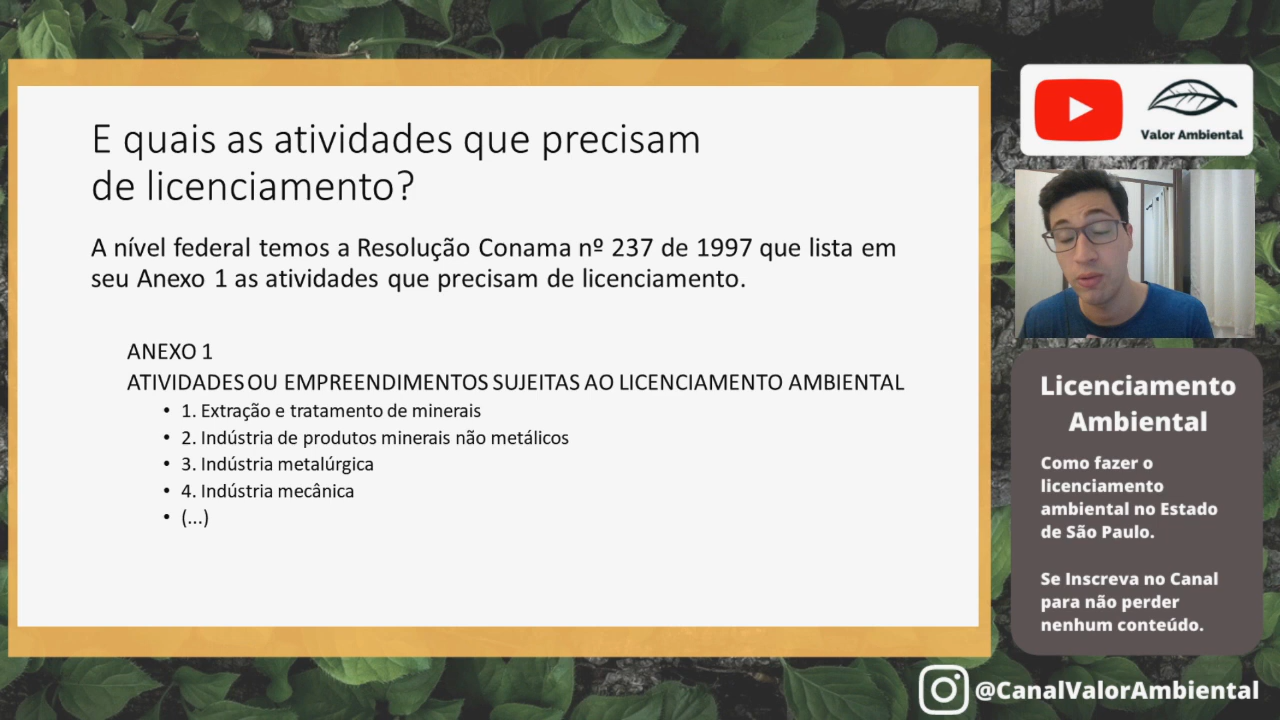 E quais as atividades que precisam
de licenciamento?
A nível federal temos a Resolução Conama nº 237 de 1997 que lista em
seu Anexo 1 as atividades que precisam de licenciamento.
ANEXO 1
ATIVIDADES OU EMPREENDIMENTOS SUJEITAS AO LICENCIAMENTO AMBIENTAL
• 1. Extração e tratamento de minerais
• 2. Indústria de produtos minerais não metálicos
• 3. Indústria metalúrgica
• 4. Indústria mecânica
• (...)
Valor Ambiental
Licenciamento
Ambiental
Como fazer o
licenciamento
ambiental no Estado
de São Paulo.
Se Inscreva no Canal
para não perder
nenhum conteúdo.
@CanalValorAmbiental